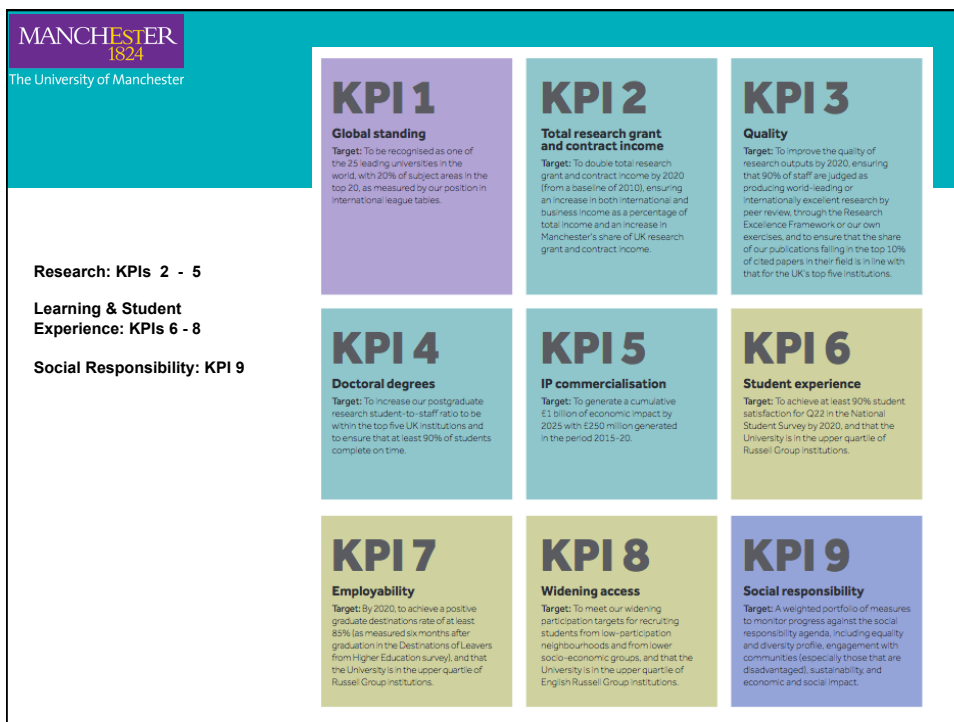 MANCHESTER
1824
The University of Manchester
Research: KPIs 2 - 5
Learning & Student
Experience: KPIs 6 - 8
Social Responsibility: KPI 9
KPI 1
Global standing
Target: To be recognised as one of
the 25 leading universities in the
world, with 20% of subject areas in the
top 20, as measured by our position in
international league tables.
KPI 2
Total research grant
and contract income
Target: To double total research
grant and contract income by 2020
(from a baseline of 2010), ensuring
an increase in both international and
business income as a percentage of
total income and an increase in
Manchester's share of UK research
grant and contract income.
KPI 3
Quality
Target: To improve the quality of
research outputs by 2020, ensuring
that 90% of staff are judged as
producing world-leading or
internationally excellent research by
peer review, through the Research
Excellence Framework or our own
exercises, and to ensure that the share
of our publications falling in the top 10%
of cited papers in their field is in line with
that for the UK's top five institutions.
KPI 4
Doctoral degrees
Target: To increase our postgraduate
research student-to-staff ratio to be
within the top five UK institutions and
to ensure that at least 90% of students
complete on time.
KPI 5
IP commercialisation
Target: To generate a cumulative
£1 billion of economic impact by
2025 with £250 million generated
in the period 2015-20.
KPI 6
Student experience
Target: To achieve at least 90% student
satisfaction for Q22 in the National
Student Survey by 2020, and that the
University is in the upper quartile of
Russell Group institutions.
KPI 7
Employability
Target: By 2020, to achieve a positive
graduate destinations rate of at least
85% (as measured six months after
graduation in the Destinations of Leavers
from Higher Education survey), and that
the University is in the upper quartile of
Russell Group institutions.
KPI 8
Widening access
Target: To meet our widening
participation targets for recruiting
students from low-participation
neighbourhoods and from lower
socio-economic groups, and that the
University is in the upper quartile of
English Russell Group institutions.
KPI 9
Social responsibility
Target: A weighted portfolio of measures
to monitor progress against the social
responsibility agenda, including equality
and diversity profile, engagement with
communities (especially those that are
disadvantaged), sustainability, and
economic and social impact.